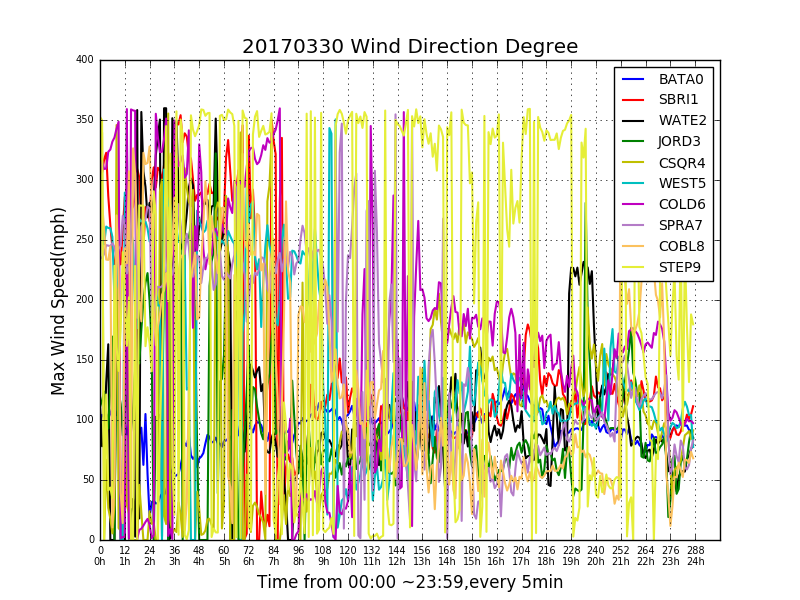 20170330 Wind Direction Degree
400
350
300
250
200
150
100
50
0
Max Wind Speed(mph)
BATA0
SBRI1
WATE2
JORD3
CSQR4
WEST5
COLD6
SPRA7
COBL8
STEP9
0 12 24 36 48 60 72 84 96 108 120 132 144 156 168 180 192 204 216 228 240 252 264 276 288
0h 1h 2h 3h 4h 5h 6h 7h 8h 9h 10h 11h 12h 13h 14h 15h 16h 17h 18h 19h 20h 21h 22h 23h 24h
Time from 00:00 ~23:59,every 5min